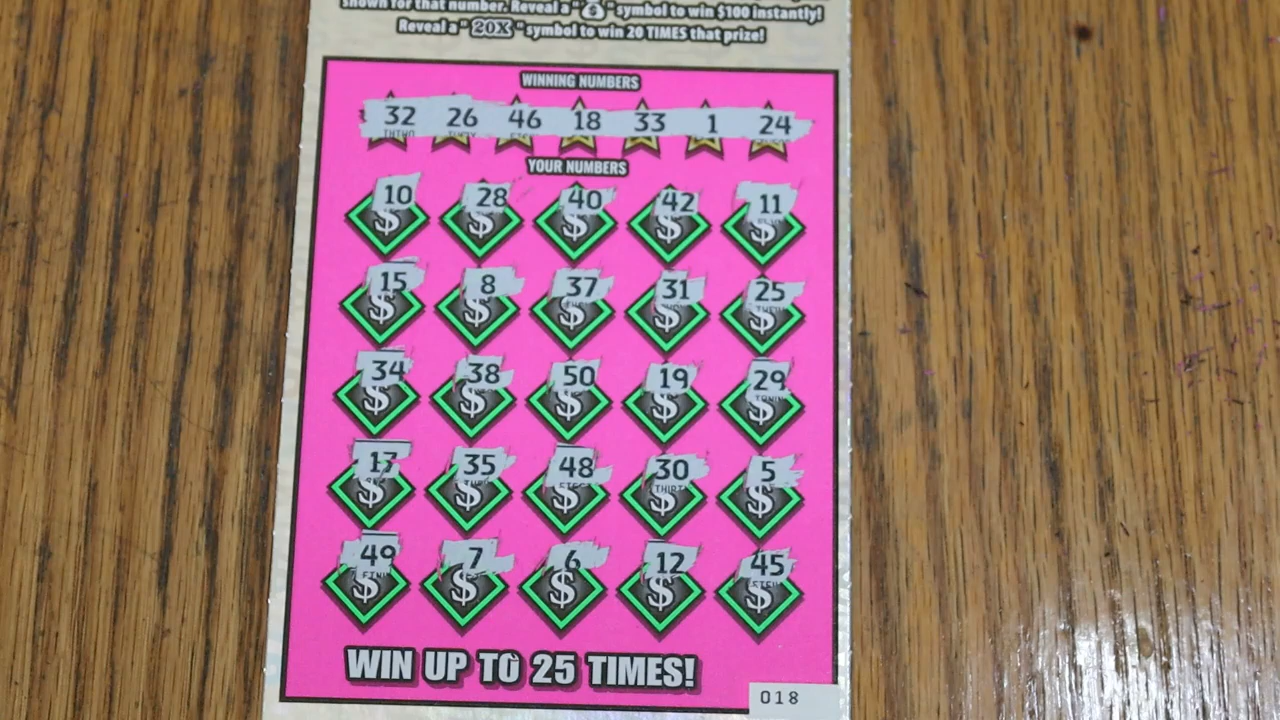 shown for that number. Reveal a " " symbol to win $100 instantly!
Reveal a " 20X " symbol to win 20 TIMES that prize!
WINNING NUMBERS
32 26 46 18 33 1 24
YOUR NUMBERS
10 28 40 42 11
$ $ $ $ $
15 8 37 31 25
$ $ $ $ $
34 38 50 19 29
$ $ $ $ $
17 35 48 30 5
THIRT
$ $ $ $ $
49 7 6 12 45
$ $ $ $ $
WIN UP TO 25 TIMES!
018